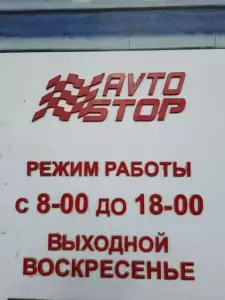 AVTO
STOP
РЕЖИМ РАБОТЫ
С 8-00 ДО 18-00
ВЫХОДНОЙ
ВОСКРЕСЕНЬЕ